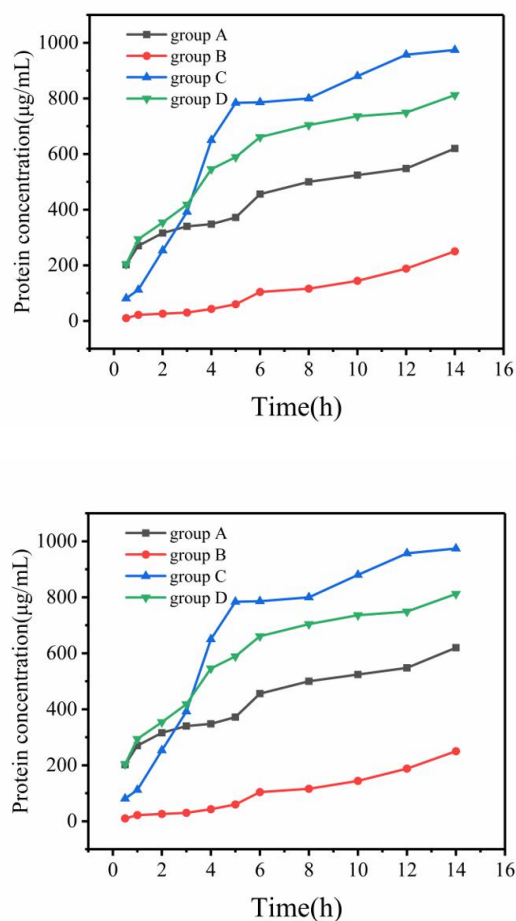 Protein concentration(μg/mL)
1000
800
600
400
200
0
group A
group B
group C
group D
0 2 4 6 8 10 12 14 16
Time(h)
Protein concentration(μg/mL)
1000
800
600
400
200
0
group A
group B
group C
group D
0 2 4 6 8 10 12 14 16
Time(h)